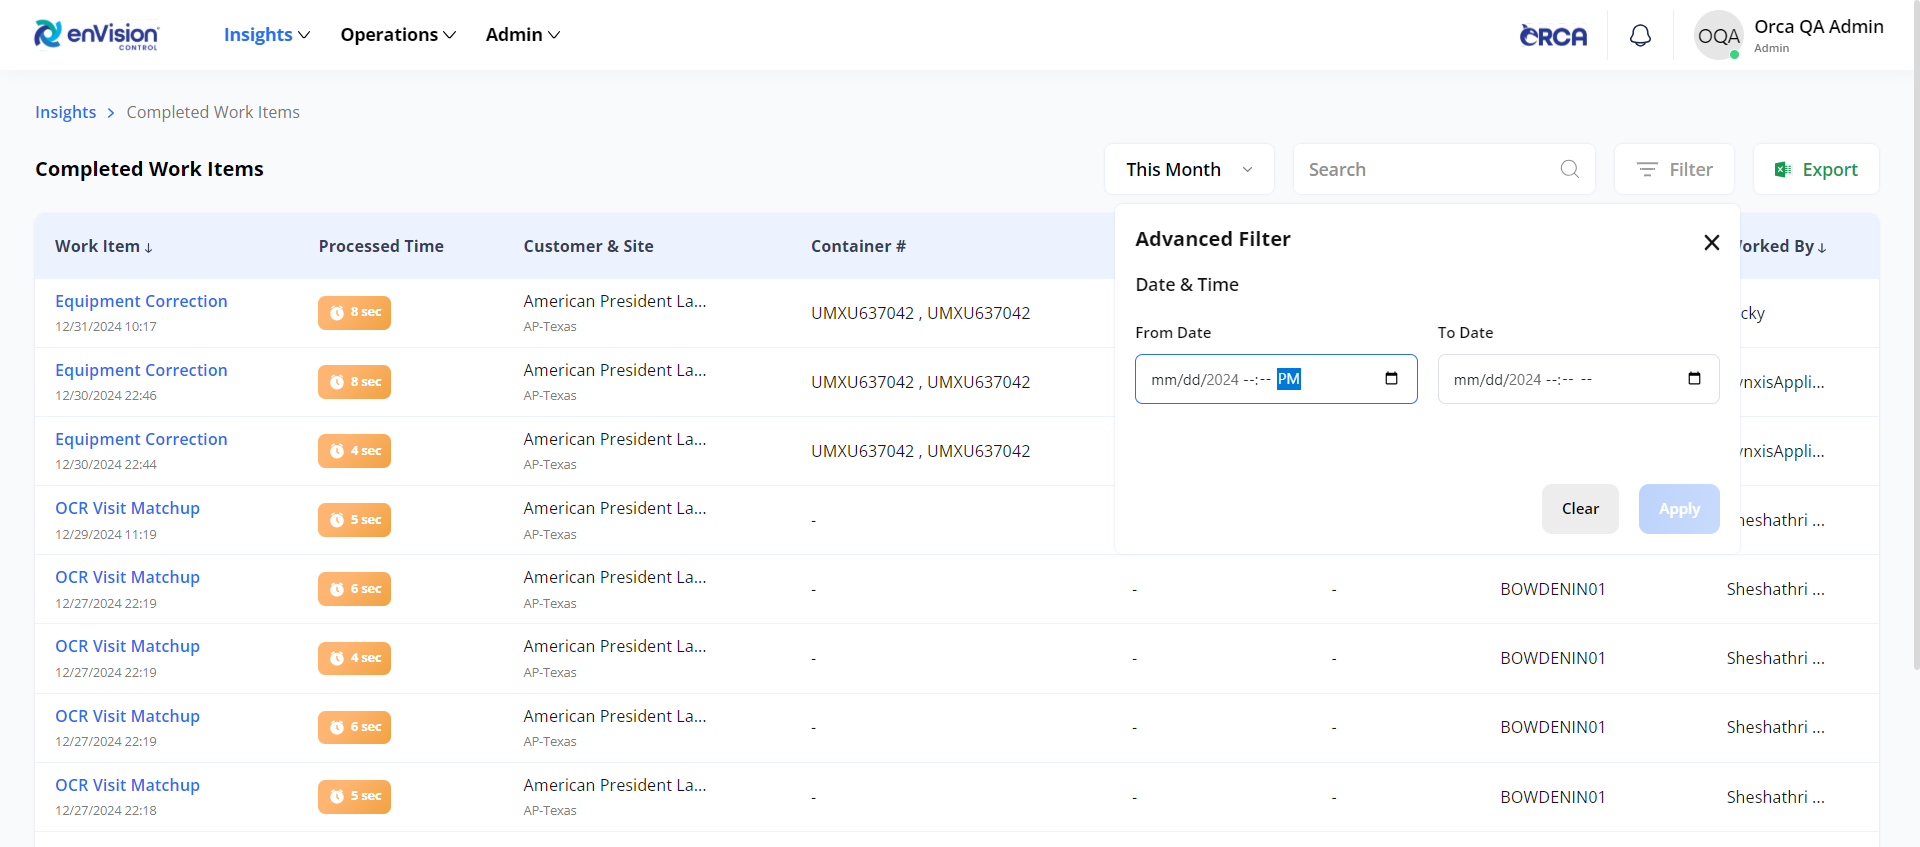 enVision
CONTROL
Insights
Operations
Admin
ORCA
OQA
Orca QA Admin
Admin
Insights > Completed Work Items
Completed Work Items
This Month
Search
Filter
Export
Work Item ↓ Processed Time Customer & Site Container # Worked By ↓
Equipment Correction
12/31/2024 10:17
8 sec
American President La...
AP-Texas
UMXU637042 , UMXU637042
cky
Equipment Correction
12/30/2024 22:46
8 sec
American President La...
AP-Texas
UMXU637042 , UMXU637042
ynxisAppli...
Equipment Correction
12/30/2024 22:44
4 sec
American President La...
AP-Texas
UMXU637042 , UMXU637042
ynxisAppli...
OCR Visit Matchup
12/29/2024 11:19
5 sec
American President La...
AP-Texas
-
heshathri ...
OCR Visit Matchup
12/27/2024 22:19
6 sec
American President La...
AP-Texas
- - - BOWDENIN01 Sheshathri ...
OCR Visit Matchup
12/27/2024 22:19
4 sec
American President La...
AP-Texas
- - - BOWDENIN01 Sheshathri ...
OCR Visit Matchup
12/27/2024 22:19
6 sec
American President La...
AP-Texas
- - - BOWDENIN01 Sheshathri ...
OCR Visit Matchup
12/27/2024 22:18
5 sec
American President La...
AP-Texas
- - - BOWDENIN01 Sheshathri ...
Advanced Filter
Date & Time
From Date
mm/dd/2024 --:-- PM
To Date
mm/dd/2024 --:-- --
Clear
Apply